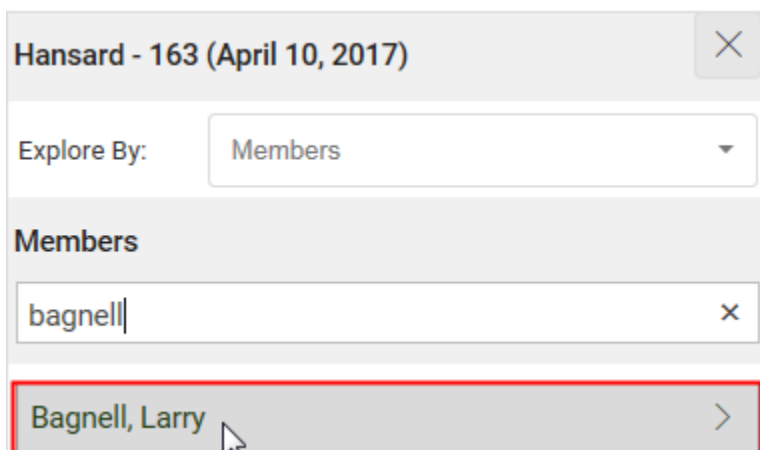 Hansard - 163 (April 10, 2017)
Explore By: Members
Members
bagnell
Bagnell, Larry